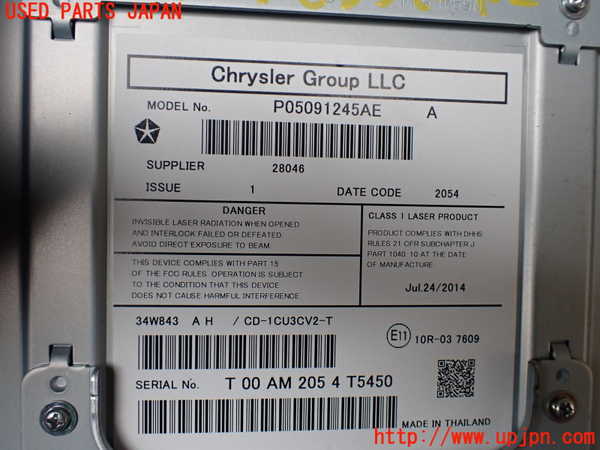 USED PARTS JAPAN
Chrysler Group LLC
MODEL No. P05091245AE A
SUPPLIER 28046
ISSUE 1 DATE CODE 2054
DANGER
INVISIBLE LASER RADIATION WHEN OPENED
AND INTERLOCK FAILED OR DEFEATED.
AVOID DIRECT EXPOSURE TO BEAM.
CLASS I LASER PRODUCT
PRODUCT COMPLIES WITH DHHS
RULES 21 CFR SUBCHAPTER J
PART 1040.10 AT THE DATE
OF MANUFACTURE.
THIS DEVICE COMPLIES WITH PART 15
OF THE FCC RULES. OPERATION IS SUBJECT
TO THE CONDITION THAT THIS DEVICE
DOES NOT CAUSE HARMFUL INTERFERENCE
Jul.24/2014
34W843 A H / CD-1CU3CV2-T
E11 10R-03 7609
SERIAL No. T 00 AM 205 4 T5450
MADE IN THAILAND
http://www.upjpn.com/